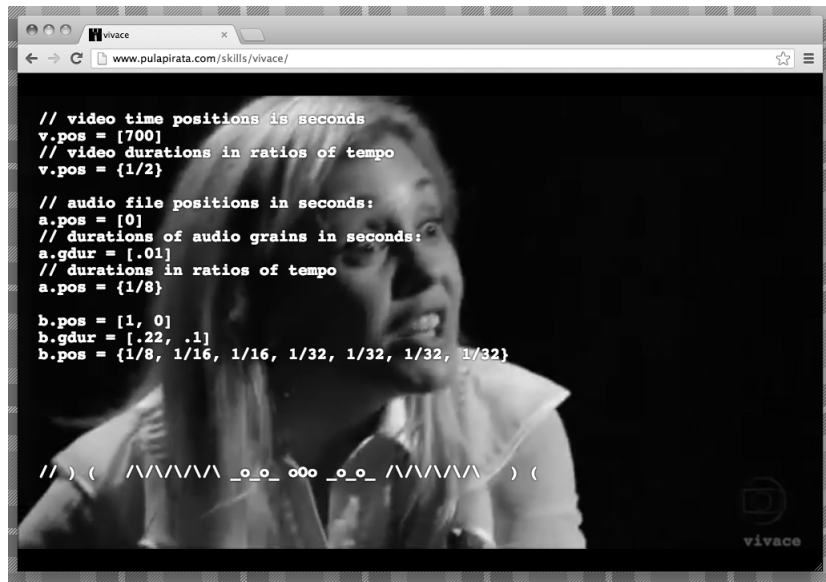 vivace
www.pulapirata.com/skills/vivace/
// video time positions is seconds
v.pos = [700]
// video durations in ratios of tempo
v.pos = {1/2}
// audio file positions in seconds:
a.pos = [0]
// durations of audio grains in seconds:
a.gdur = [.01]
// durations in ratios of tempo
a.pos = {1/8}
b.pos = [1, 0]
b.gdur = [.22, .1]
b.pos = {1/8, 1/16, 1/16, 1/32, 1/32, 1/32, 1/32}
// ) (   /\/\/\/\/\ _o_o_ oOo _o_o_ /\/\/\/\/\   ) (
vivace